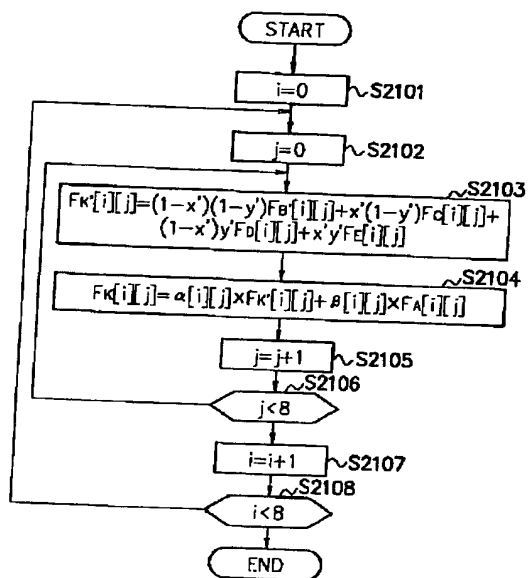 START
i=0 S2101
j=0 S2102
S2103
FK'[i][j]=(1-x')(1-y')FB'[i][j]+x'(1-y')FC[i][j]+
(1-x')y'FD[i][j]+x'y'FE[i][j]
S2104
FK[i][j]=α[i][j]×FK'[i][j]+β[i][j]×FA[i][j]
j=j+1 S2105
S2106
j<8
i=i+1 S2107
S2108
i<8
END